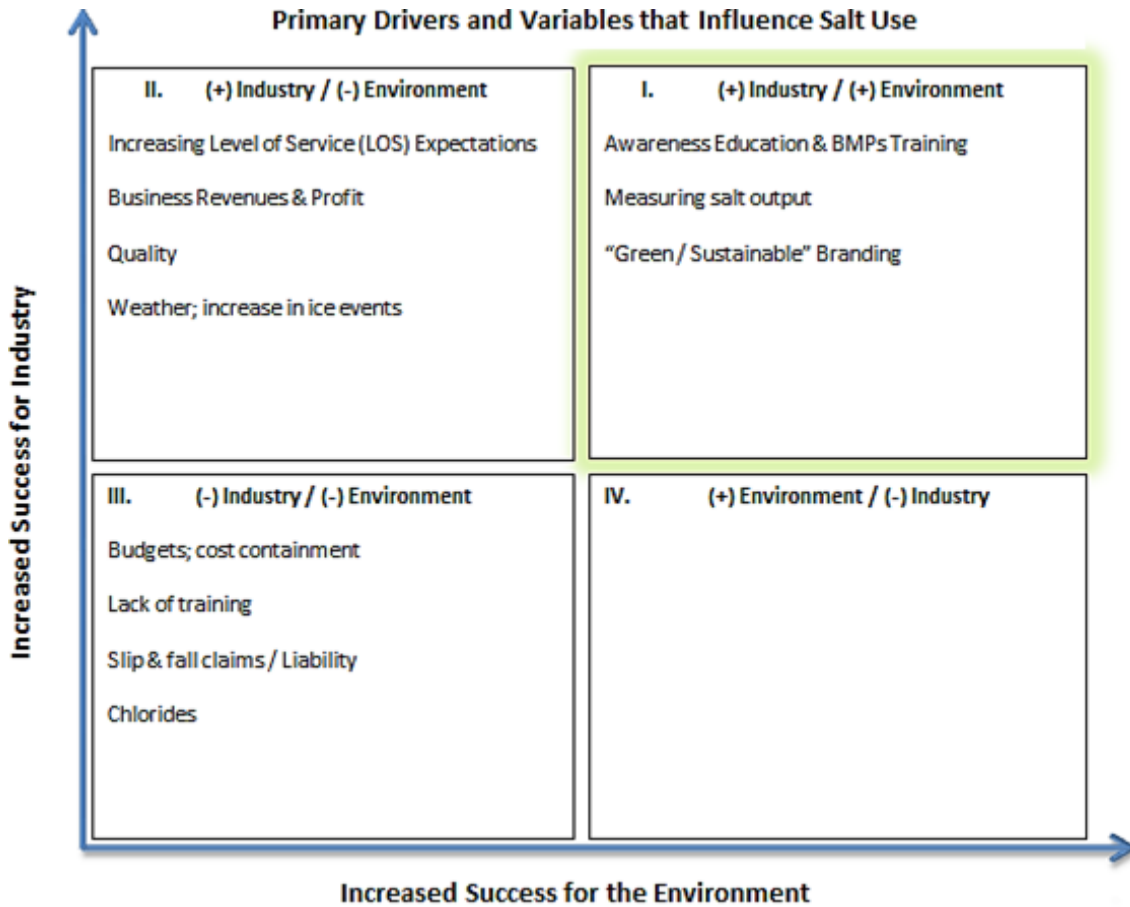 Primary Drivers and Variables that Influence Salt Use
II. (+) Industry / (-) Environment
Increasing Level of Service (LOS) Expectations
Business Revenues & Profit
Quality
Weather; increase in ice events
I. (+) Industry / (+) Environment
Awareness Education & BMPs Training
Measuring salt output
“Green / Sustainable” Branding
III. (-) Industry / (-) Environment
Budgets; cost containment
Lack of training
Slip & fall claims / Liability
Chlorides
IV. (+) Environment / (-) Industry
Increased Success for Industry
Increased Success for the Environment